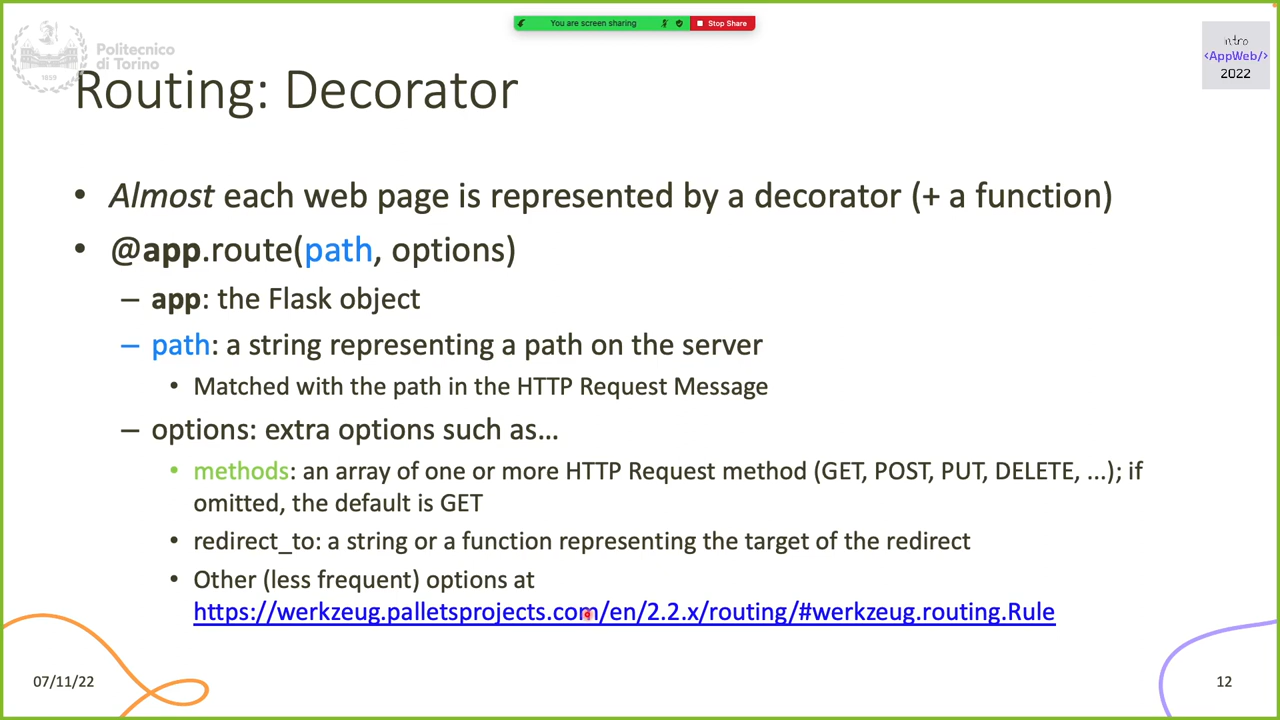 You are screen sharing
Stop Share
Politecnico
di Torino
1859
intro
<AppWeb/>
2022
Routing: Decorator
• Almost each web page is represented by a decorator (+ a function)
• @app.route(path, options)
– app: the Flask object
– path: a string representing a path on the server
• Matched with the path in the HTTP Request Message
– options: extra options such as…
• methods: an array of one or more HTTP Request method (GET, POST, PUT, DELETE, ...); if
omitted, the default is GET
• redirect_to: a string or a function representing the target of the redirect
• Other (less frequent) options at
https://werkzeug.palletsprojects.com/en/2.2.x/routing/#werkzeug.routing.Rule
07/11/22
12